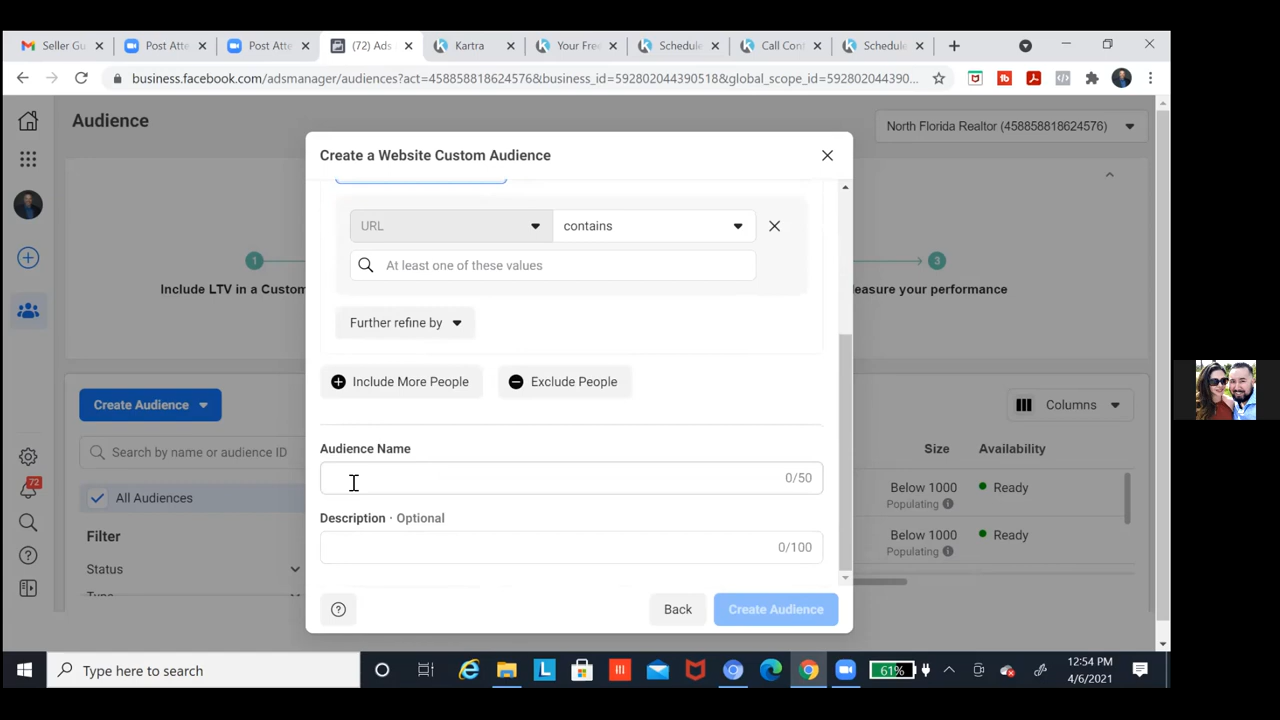 Seller Gu
Post Atte
Post Atte
(72) Ads
Kartra
Your Free
Schedule
Call Conf
Schedule
business.facebook.com/adsmanager/audiences?act=458858818624576&business_id=592802044390518&global_scope_id=592802044390...
Audience
North Florida Realtor (458858818624576)
Create a Website Custom Audience
URL
contains
At least one of these values
1
3
Include LTV in a Custom
easure your performance
Further refine by
Include More People
Exclude People
Create Audience
Columns
Audience Name
Search by name or audience ID
Size
Availability
0/50
72
All Audiences
Below 1000
Ready
Populating
Description · Optional
Filter
Below 1000
Ready
Populating
0/100
Status
Type
Back
Create Audience
Type here to search
61%
12:54 PM
4/6/2021